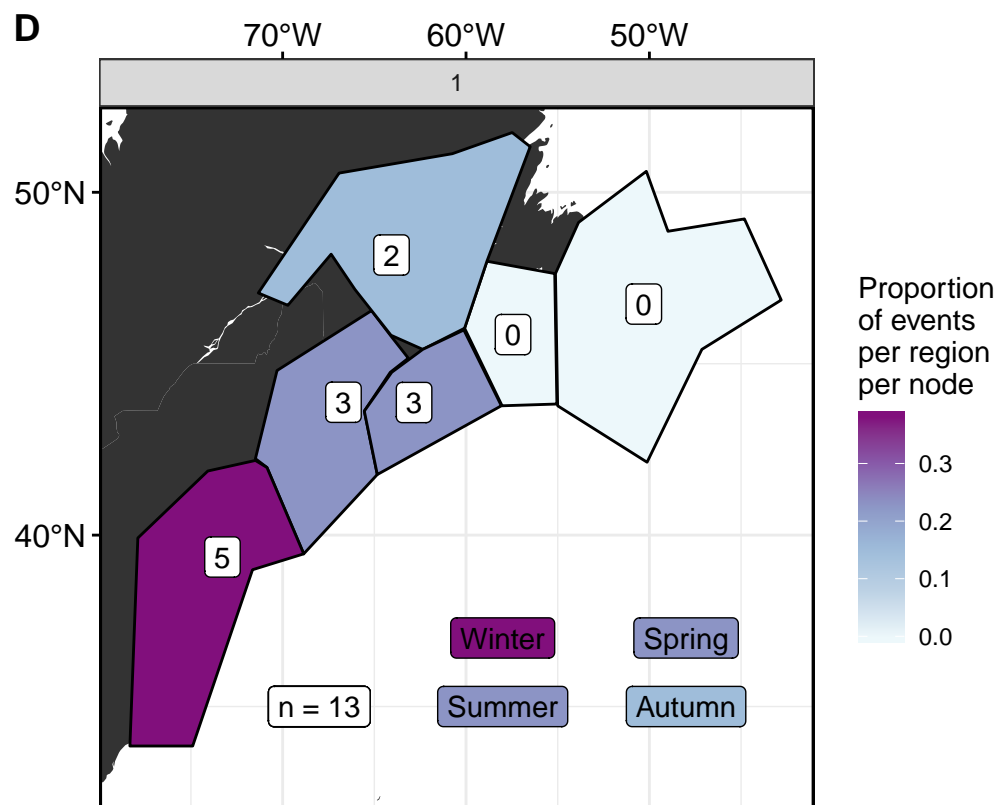 D
70°W 60°W 50°W
1
50°N
2
0
0
3
3
40°N
5
Winter
Spring
n = 13
Summer
Autumn
Proportion
of events
per region
per node
0.3
0.2
0.1
0.0